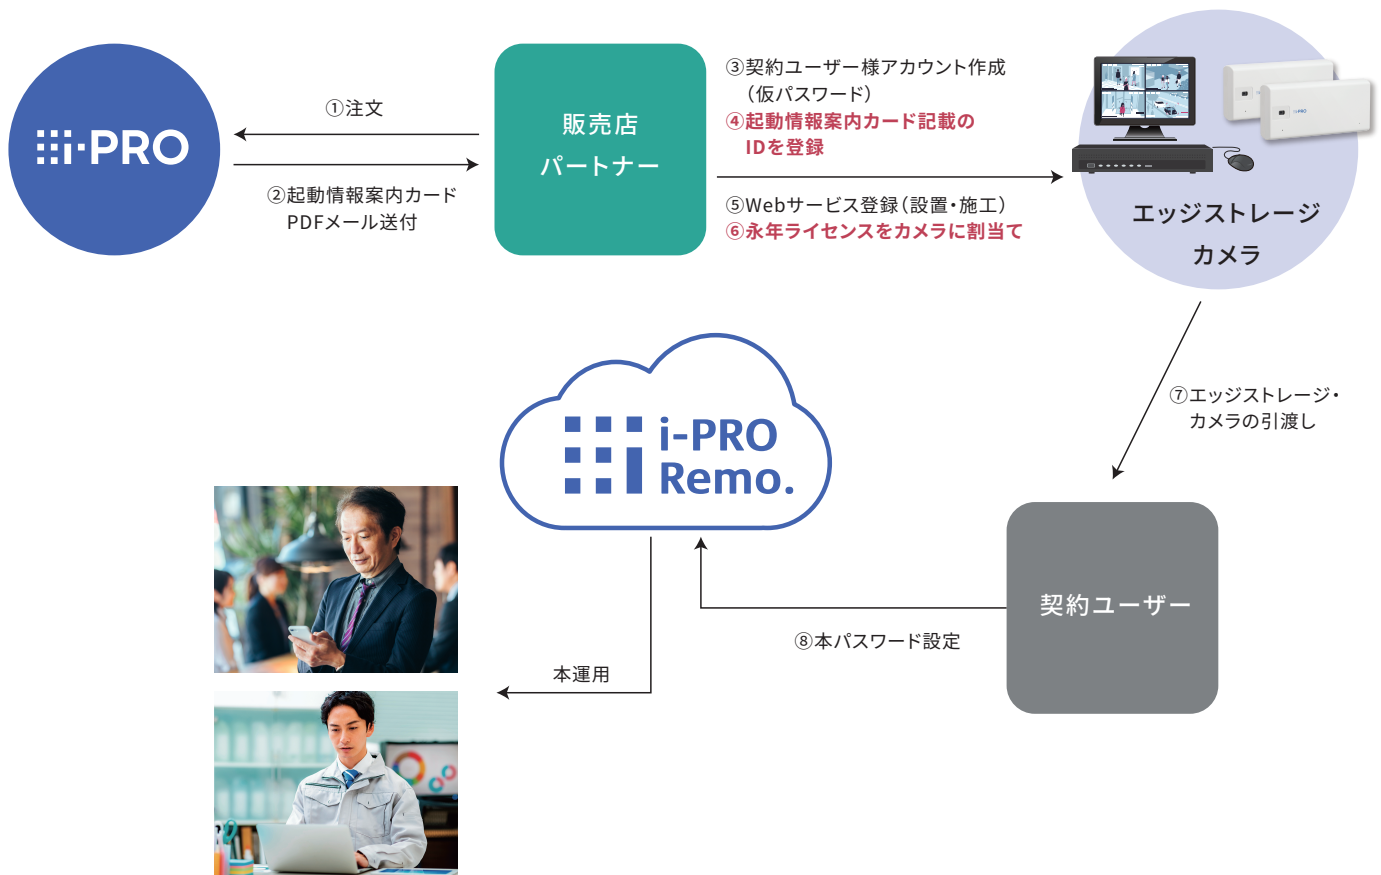 i-PRO
①注文
②起動情報案内カード
PDFメール送付
販売店
パートナー
③契約ユーザー様アカウント作成
（仮パスワード）
④起動情報案内カード記載の
IDを登録
⑤Webサービス登録（設置・施工）
⑥永年ライセンスをカメラに割当て
i-PRO
エッジストレージ
カメラ
⑦エッジストレージ・
カメラの引渡し
i-PRO
Remo.
契約ユーザー
⑧本パスワード設定
本運用